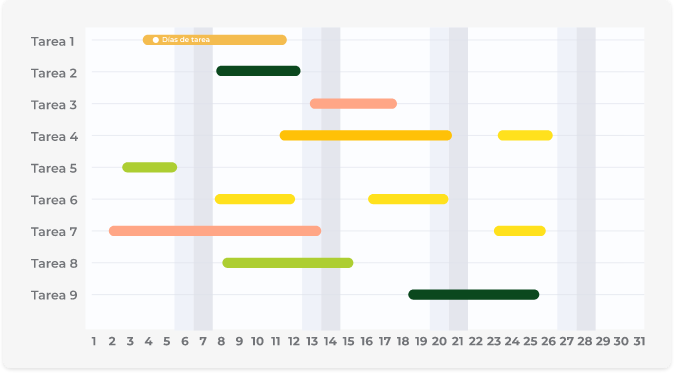 Tarea 1
Días de tarea
Tarea 2
Tarea 3
Tarea 4
Tarea 5
Tarea 6
Tarea 7
Tarea 8
Tarea 9
1 2 3 4 5 6 7 8 9 10 11 12 13 14 15 16 17 18 19 20 21 22 23 24 25 26 27 28 29 30 31